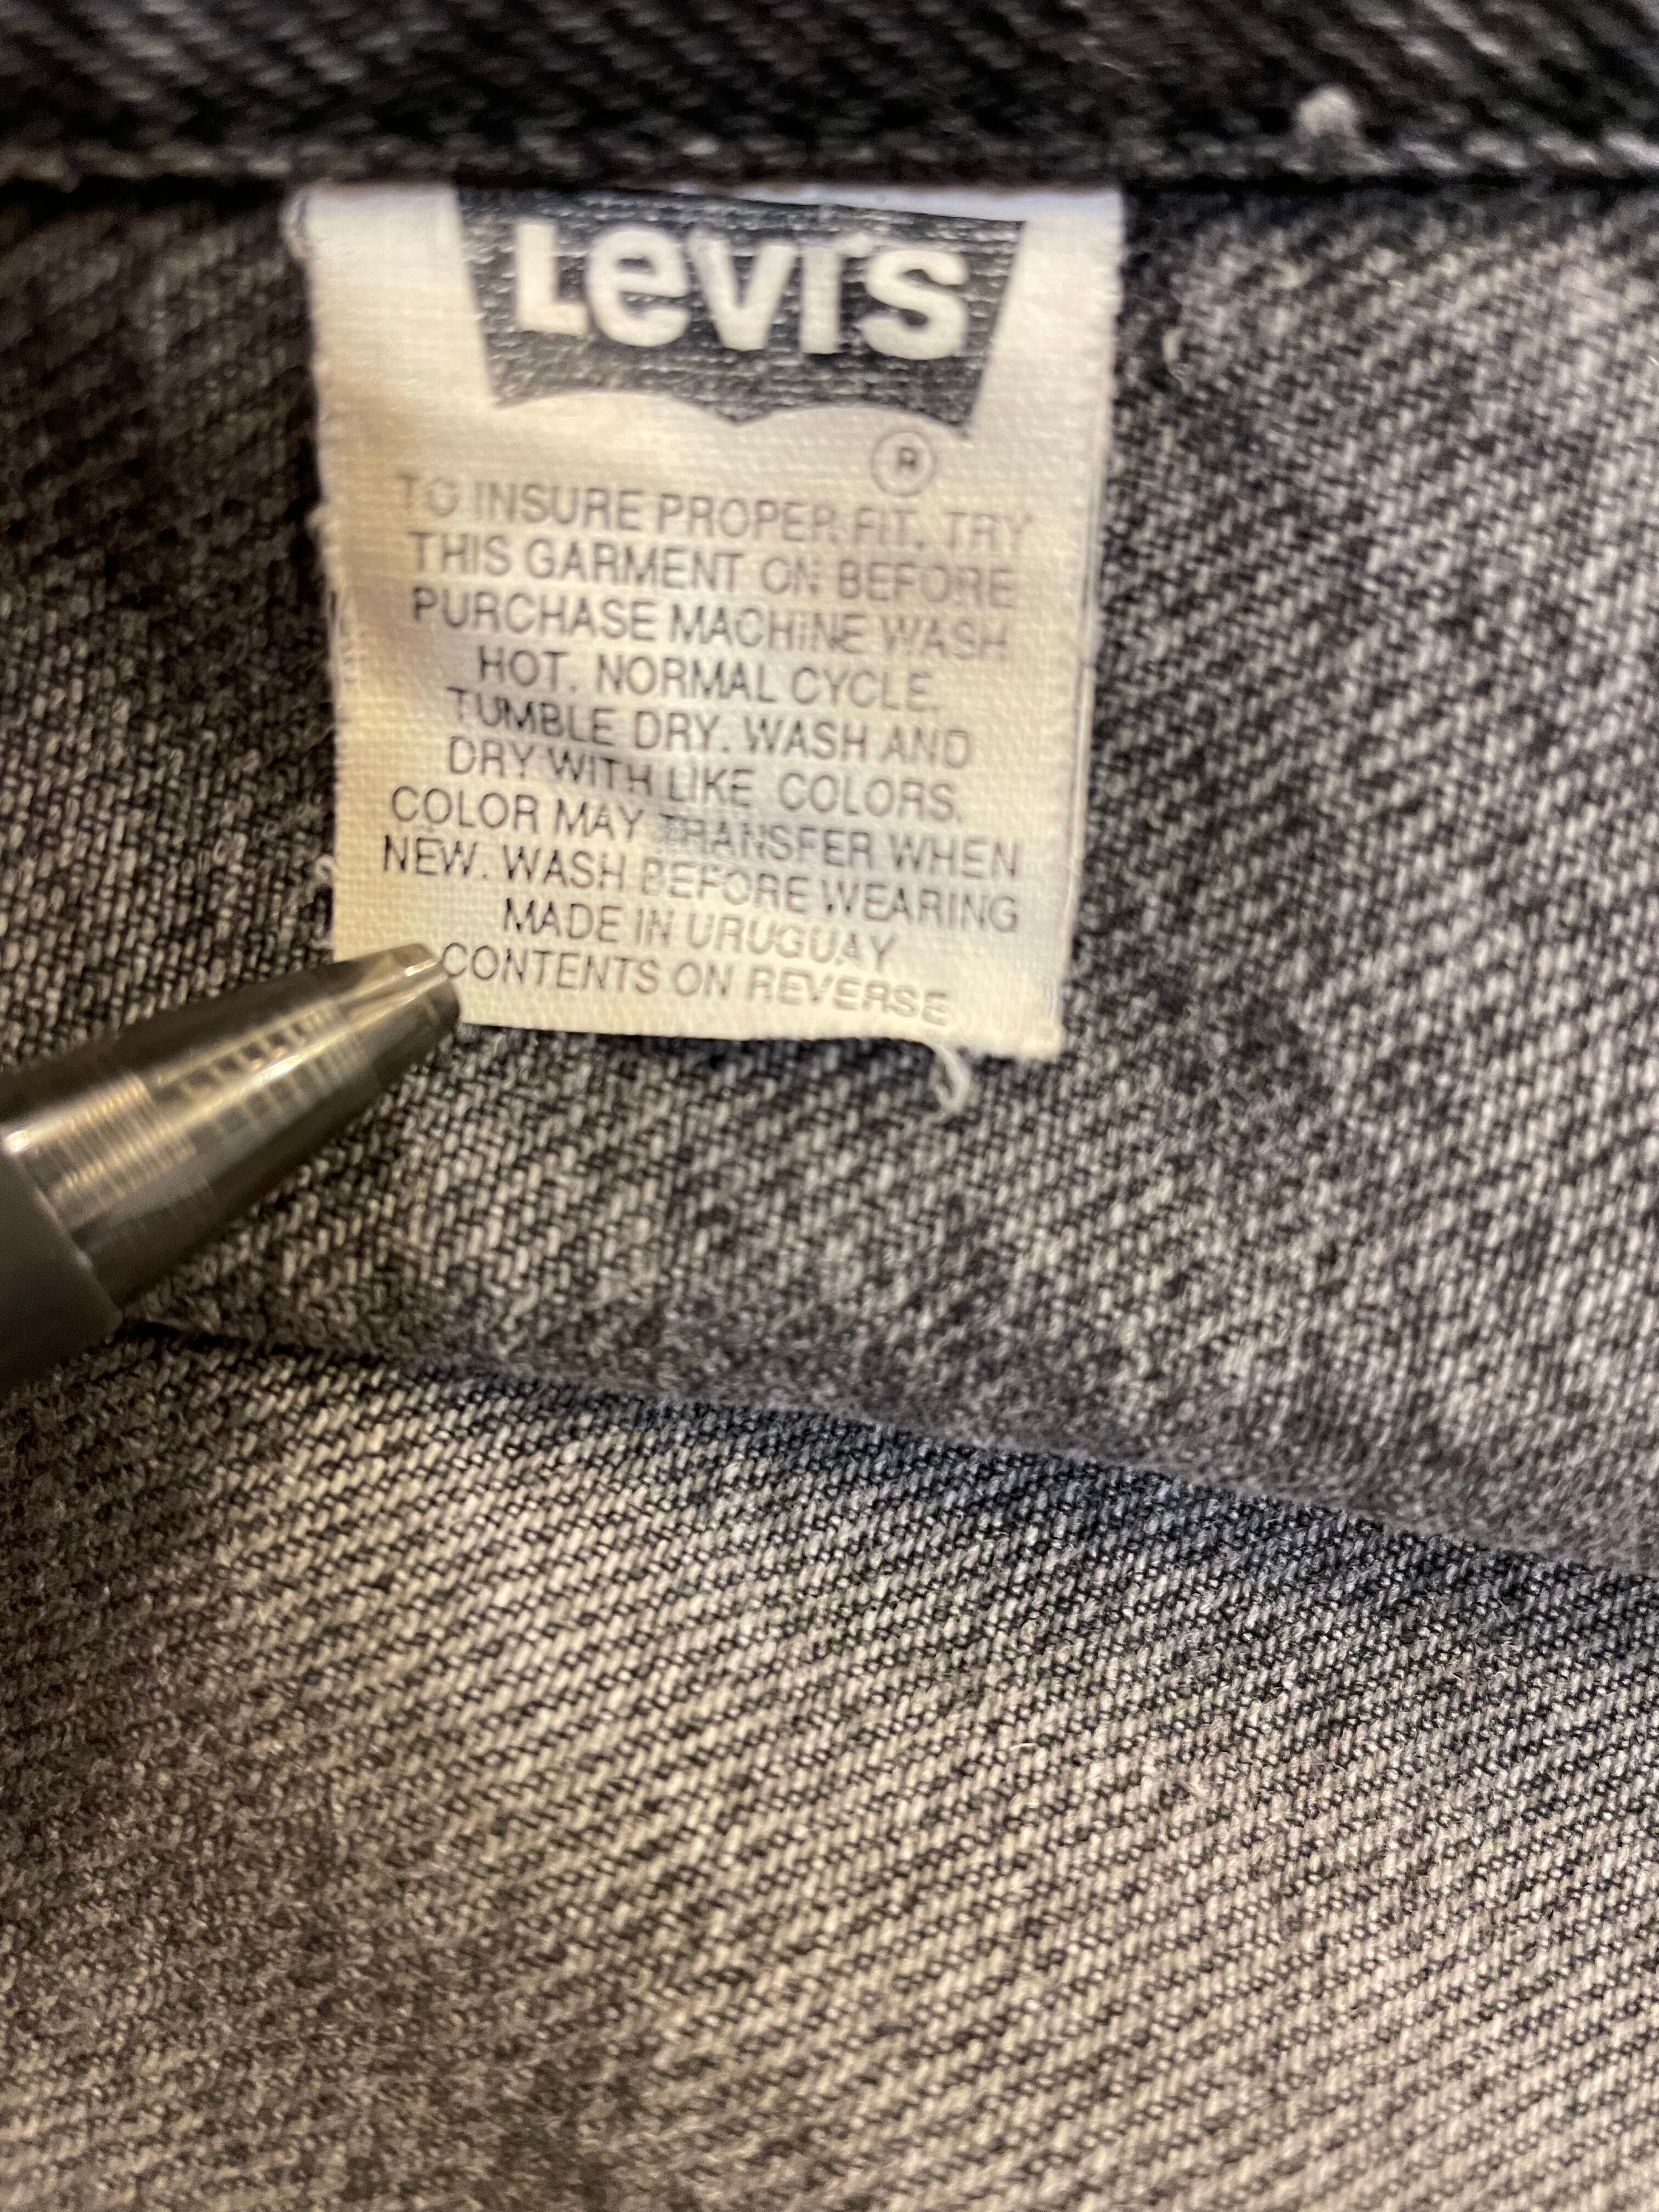 Levi's
®
TO INSURE PROPER FIT, TRY
THIS GARMENT ON BEFORE
PURCHASE MACHINE WASH
HOT, NORMAL CYCLE.
TUMBLE DRY. WASH AND
DRY WITH LIKE COLORS.
COLOR MAY TRANSFER WHEN
NEW. WASH BEFORE WEARING
MADE IN URUGUAY
CONTENTS ON REVERSE